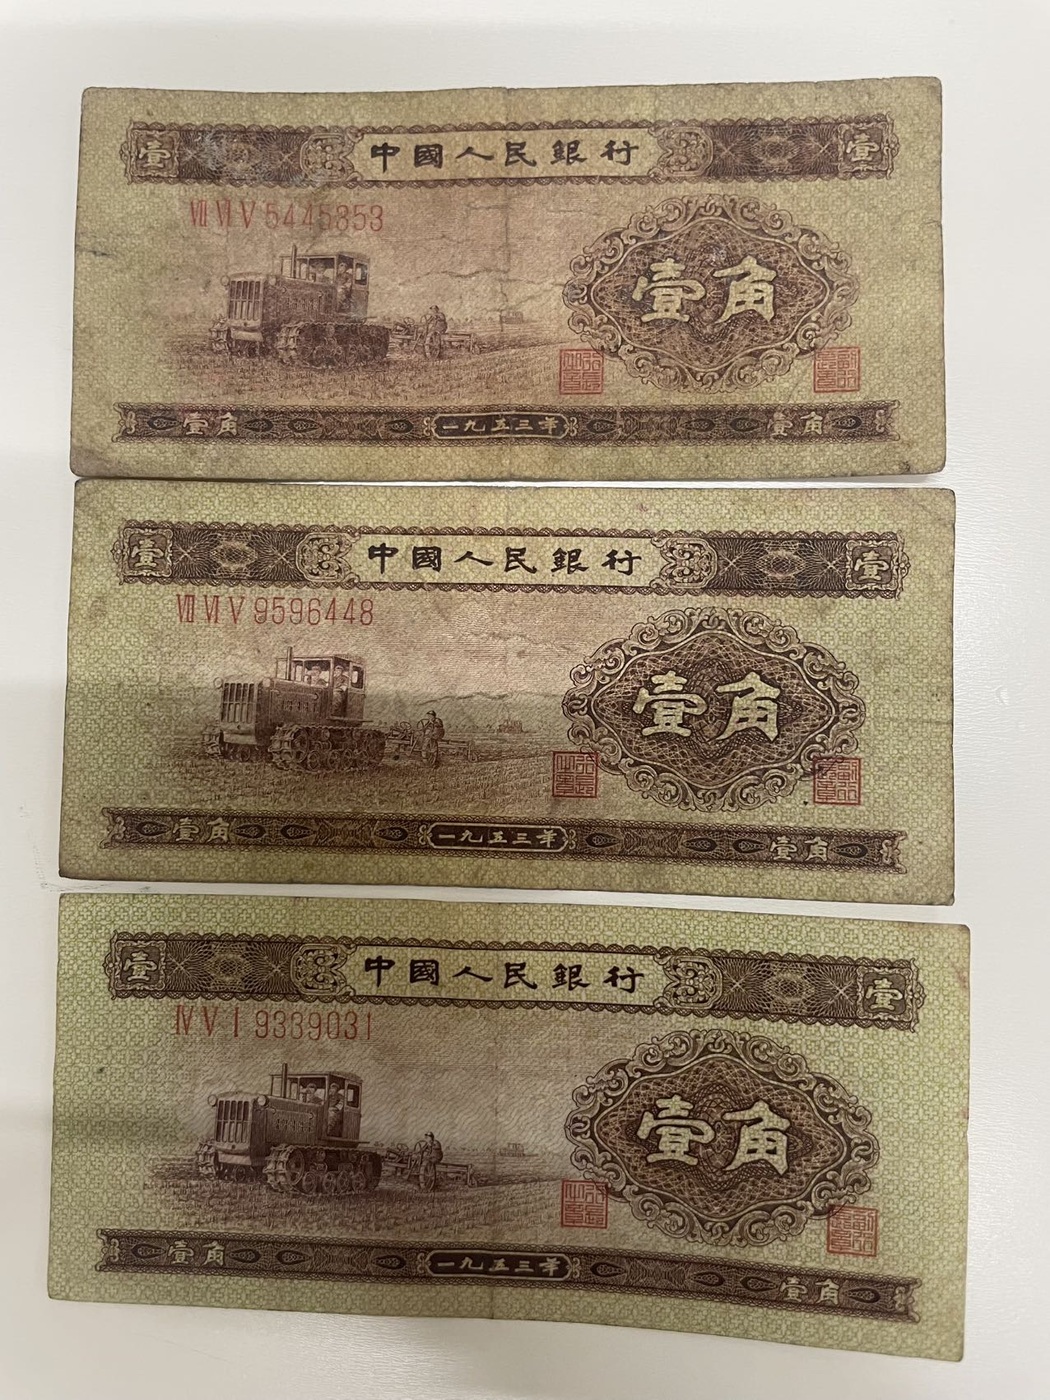 壹 中國人民銀行 壹
Ⅶ Ⅵ Ⅴ 5445853
壹角
壹角 一九五三年 壹角
壹 中國人民銀行 壹
Ⅷ Ⅵ Ⅴ 9596448
壹角
壹角 一九五三年 壹角
壹 中國人民銀行 壹
Ⅳ Ⅴ Ⅰ 9339031
壹角
壹角 一九五三年 壹角